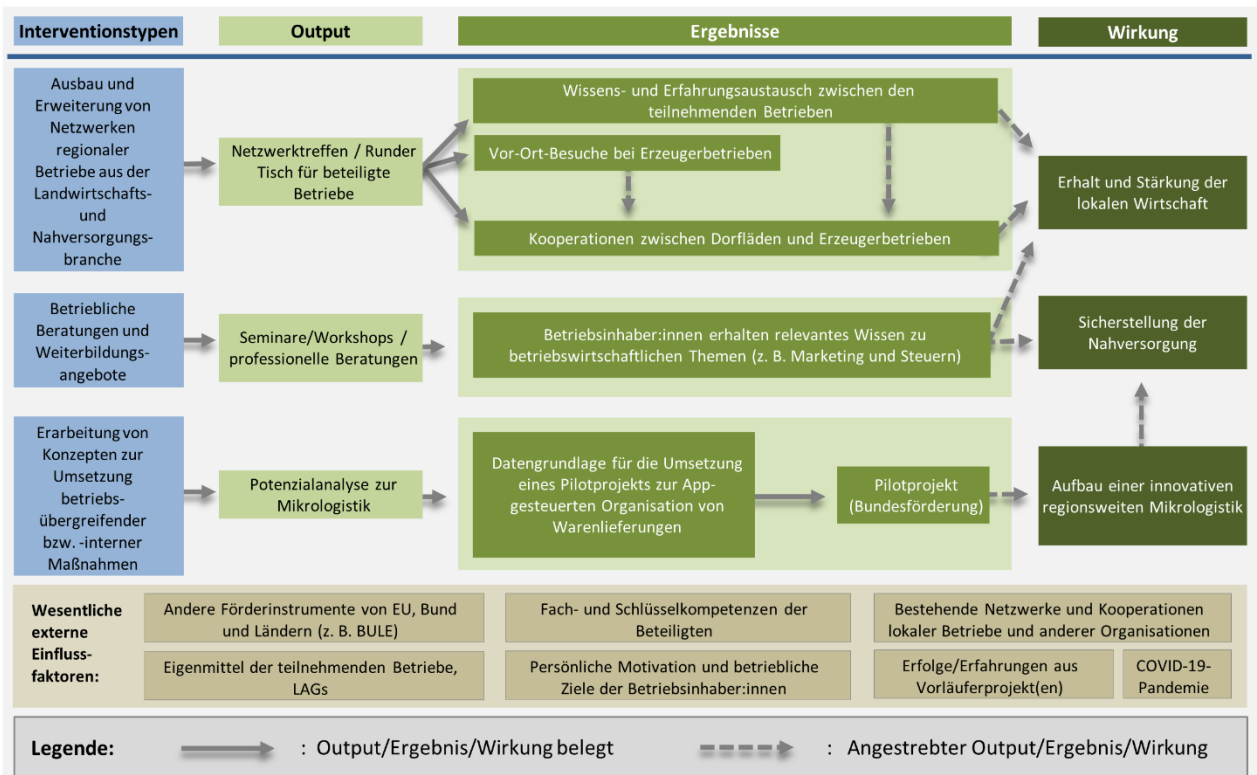 Interventionstypen
Output
Ergebnisse
Wirkung
Ausbau und
Erweiterung von
Netzwerken
regionaler
Betriebe aus der
Landwirtschafts-
und
Nahversorgungs-
branche
Netzwerktreffen / Runder
Tisch für beteiligte
Betriebe
Wissens- und Erfahrungsaustausch zwischen den
teilnehmenden Betrieben
Vor-Ort-Besuche bei Erzeugerbetrieben
Kooperationen zwischen Dorfläden und Erzeugerbetrieben
Erhalt und Stärkung der
lokalen Wirtschaft
Betriebliche
Beratungen und
Weiterbildungs-
angebote
Seminare/Workshops /
professionelle Beratungen
Betriebsinhaber:innen erhalten relevantes Wissen zu
betriebswirtschaftlichen Themen (z. B. Marketing und Steuern)
Sicherstellung der
Nahversorgung
Erarbeitung von
Konzepten zur
Umsetzung
betriebs-
übergreifender
bzw. -interner
Maßnahmen
Potenzialanalyse zur
Mikrologistik
Datengrundlage für die Umsetzung
eines Pilotprojekts zur App-
gesteuerten Organisation von
Warenlieferungen
Pilotprojekt
(Bundesförderung)
Aufbau einer innovativen
regionsweiten Mikrologistik
Wesentliche
externe
Einfluss-
faktoren:
Andere Förderinstrumente von EU, Bund
und Ländern (z. B. BULE)
Fach- und Schlüsselkompetenzen der
Beteiligten
Bestehende Netzwerke und Kooperationen
lokaler Betriebe und anderer Organisationen
Eigenmittel der teilnehmenden Betriebe,
LAGs
Persönliche Motivation und betriebliche
Ziele der Betriebsinhaber:innen
Erfolge/Erfahrungen aus
Vorläuferprojekt(en)
COVID-19-
Pandemie
Legende:
: Output/Ergebnis/Wirkung belegt
: Angestrebter Output/Ergebnis/Wirkung